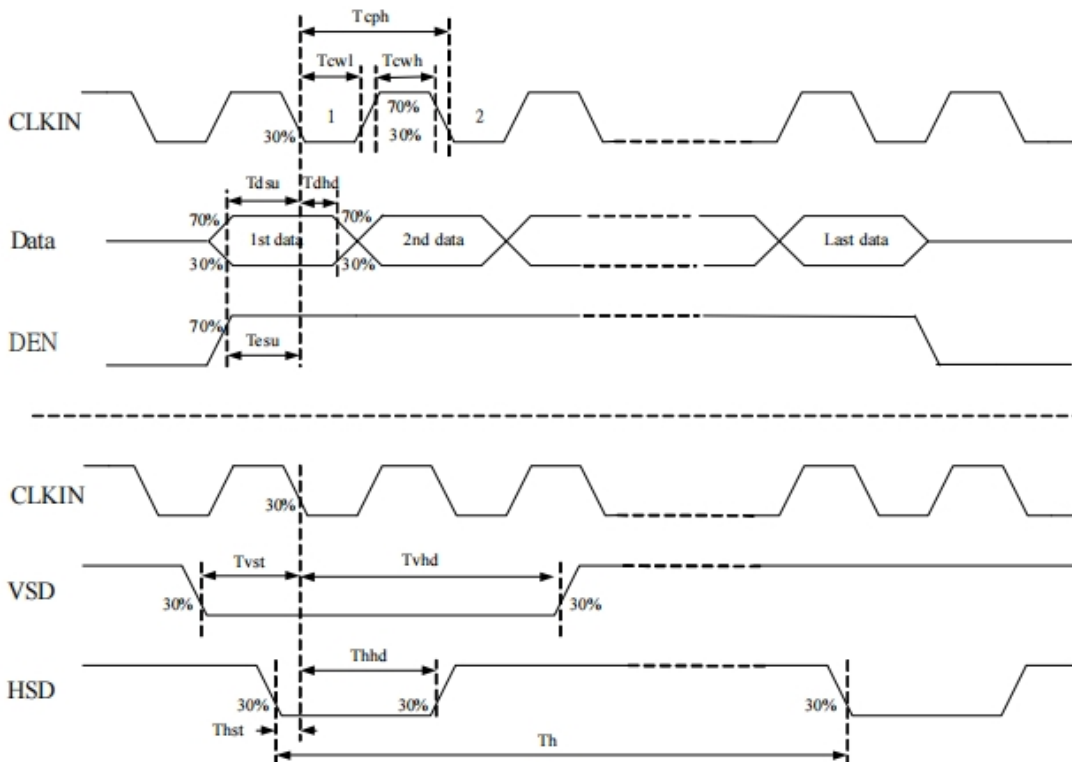 Tcph
Tcwl Tcwh
CLKIN 30% 1 70% 30% 2
Tdsu Tdhd
70% 70%
Data 1st data 2nd data Last data
30% 30%
DEN 70%
Tesu
CLKIN 30%
Tvst Tvhd
VSD 30% 30%
Thhd
HSD 30% 30% 30%
Thst
Th